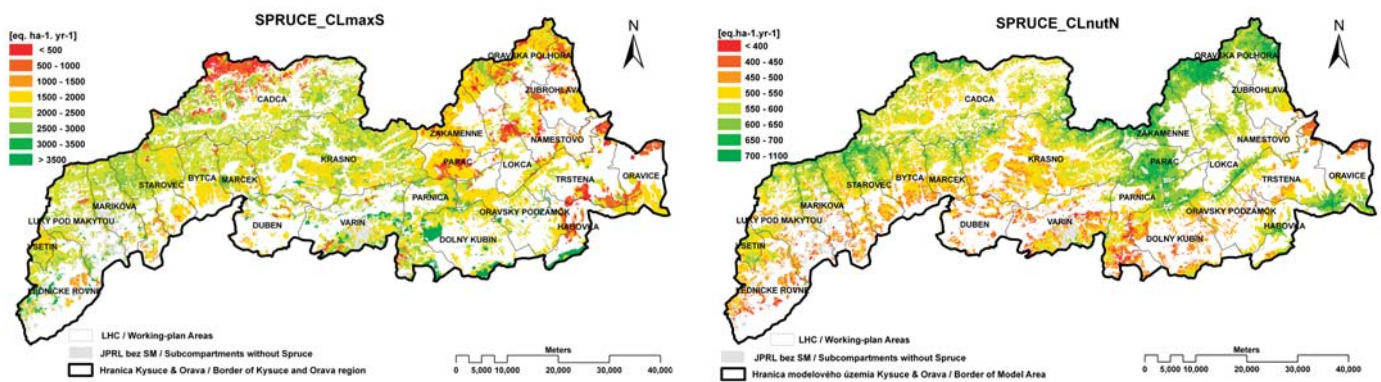 SPRUCE_CLmaxS
[eq. ha-1. yr-1]
< 500
500 - 1000
1000 - 1500
1500 - 2000
2000 - 2500
2500 - 3000
3000 - 3500
> 3500
N
ORAVSKA POLHORA
ZUBROHLAVA
CADCA
ZAKAMENNE
NAMESTOVO
KRASNO
PARAC
LOKCA
TRSTENA
ORAVICE
BYTCA
MARCEK
STAROVEC
MARIKOVA
PARNICA
LUKY POD MAKYTOU
ORAVSKY PODZAMOK
DUBEN
VARIN
HABOVKA
VSETIN
DOLNY KUBIN
LEDNICKE ROVNE
LHC / Working-plan Areas
JPRL bez SM / Subcompartments without Spruce
Hranica Kysuce & Orava / Border of Kysuce and Orava region
Meters
0 5,000 10,000 20,000 30,000 40,000
SPRUCE_CLnutN
[eq. ha-1.yr-1]
< 400
400 - 450
450 - 500
500 - 550
550 - 600
600 - 650
650 - 700
700 - 1100
N
ORAVSKA POLHORA
ZUBROHLAVA
CADCA
ZAKAMENNE
NAMESTOVO
KRASNO
PARAC
LOKCA
TRSTENA
ORAVICE
BYTCA
MARCEK
STAROVEC
MARIKOVA
PARNICA
LUKY POD MAKYTOU
ORAVSKY PODZAMOK
DUBEN
VARIN
HABOVKA
VSETIN
DOLNY KUBIN
LEDNICKE ROVNE
LHC / Working-plan Areas
JPRL bez SM / Subcompartments without Spruce
Hranica modelového územia Kysuce & Orava / Border of Model Area
Meters
0 5,000 10,000 20,000 30,000 40,000